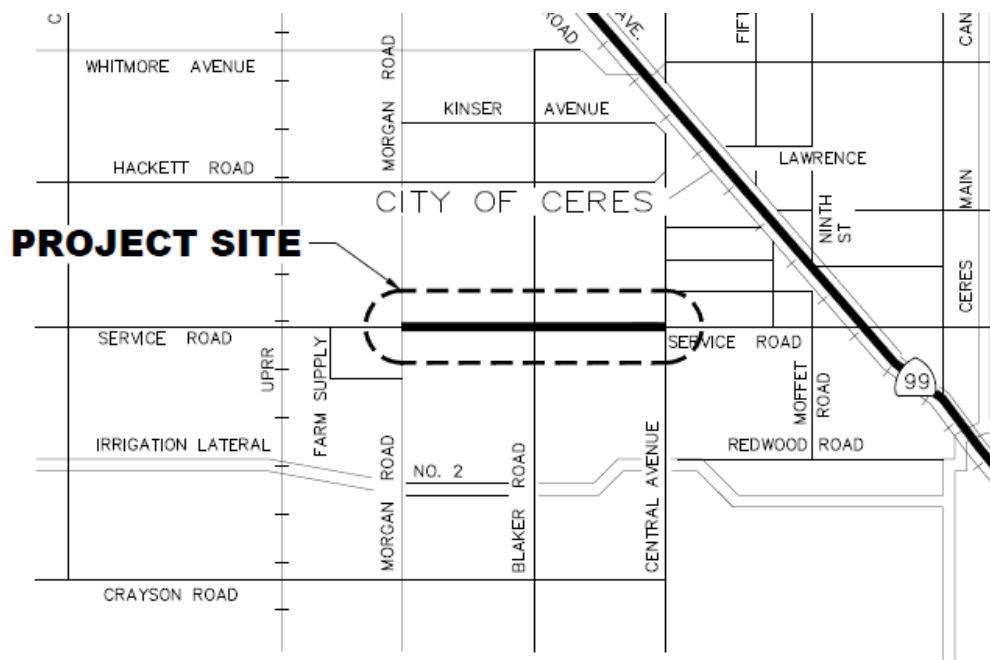 C
ROAD
AVE.
FIFT
CAN
WHITMORE AVENUE
MORGAN ROAD
KINSER AVENUE
HACKETT ROAD
LAWRENCE
CITY OF CERES
NINTH ST
MAIN
PROJECT SITE
CERES
SERVICE ROAD
SERVICE ROAD
UPRR
FARM SUPPLY
MOFFET ROAD
99
IRRIGATION LATERAL
NO. 2
REDWOOD ROAD
MORGAN ROAD
BLAKER ROAD
CENTRAL AVENUE
CRAYSON ROAD